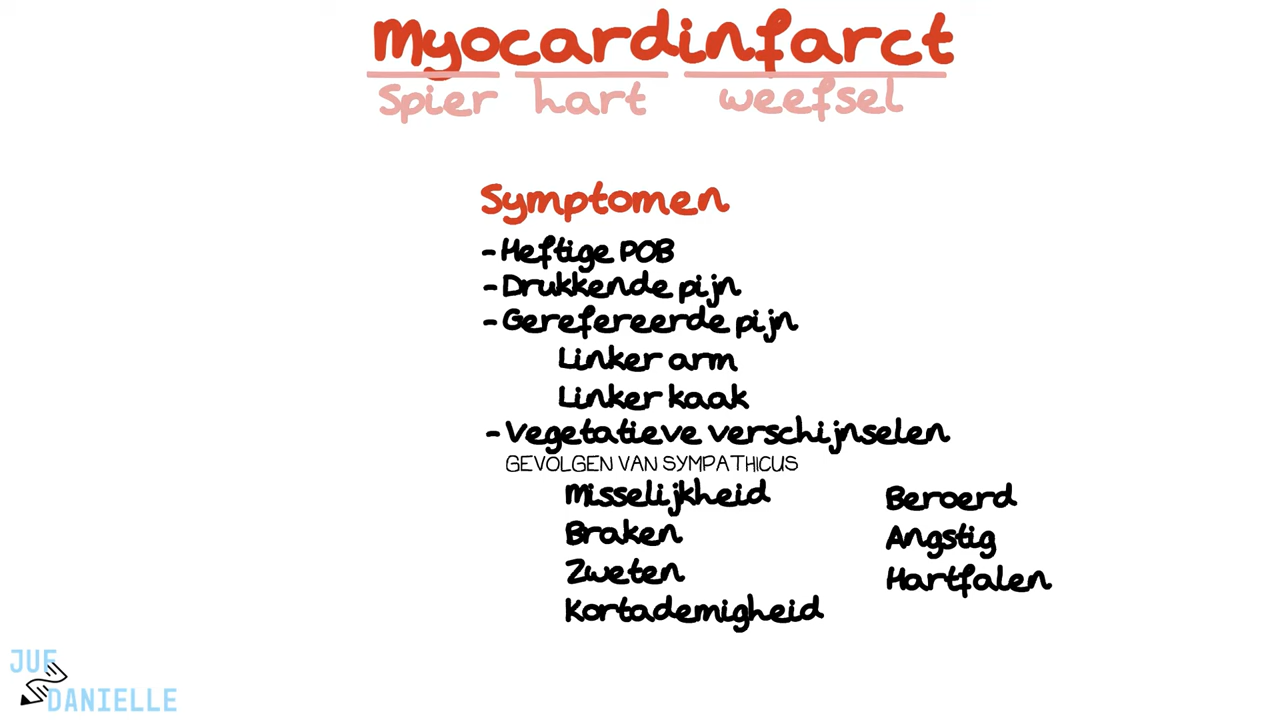 Myocardinfarct
Spier hart weefsel
Symptomen
- Heftige POB
- Drukkende pijn
- Gerefereerde pijn
Linker arm
Linker kaak
- Vegetatieve verschijnselen
GEVOLGEN VAN SYMPATHICUS
Misselijkheid
Braken
Zweten
Kortademigheid
Beroerd
Angstig
Hartfalen
JUF
DANIELLE